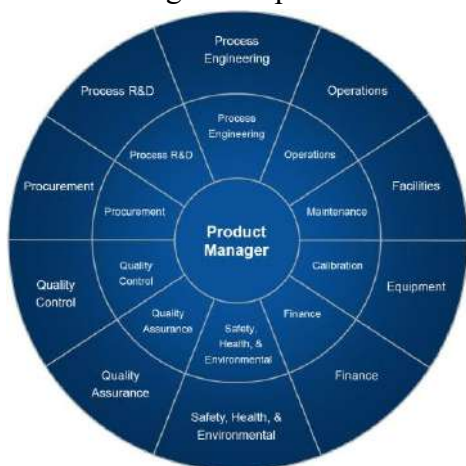 Process
Engineering
Operations
Facilities
Equipment
Finance
Safety, Health, &
Environmental
Quality
Assurance
Quality
Control
Procurement
Process R&D
Process
Engineering
Operations
Maintenance
Calibration
Finance
Safety,
Health, &
Environmental
Quality
Assurance
Quality
Control
Procurement
Process R&D
Product
Manager